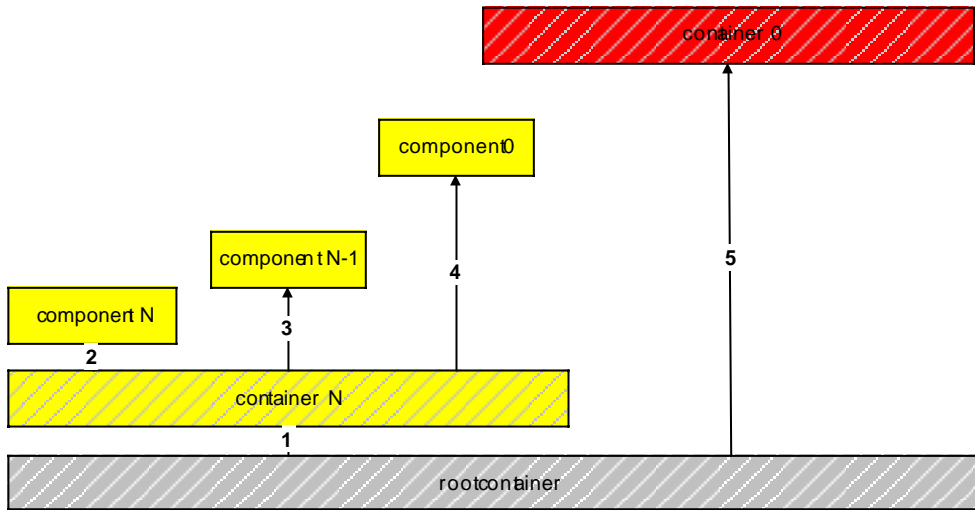 container 0
component0
component N-1
5
4
component N
3
2
container N
1
rootcontainer